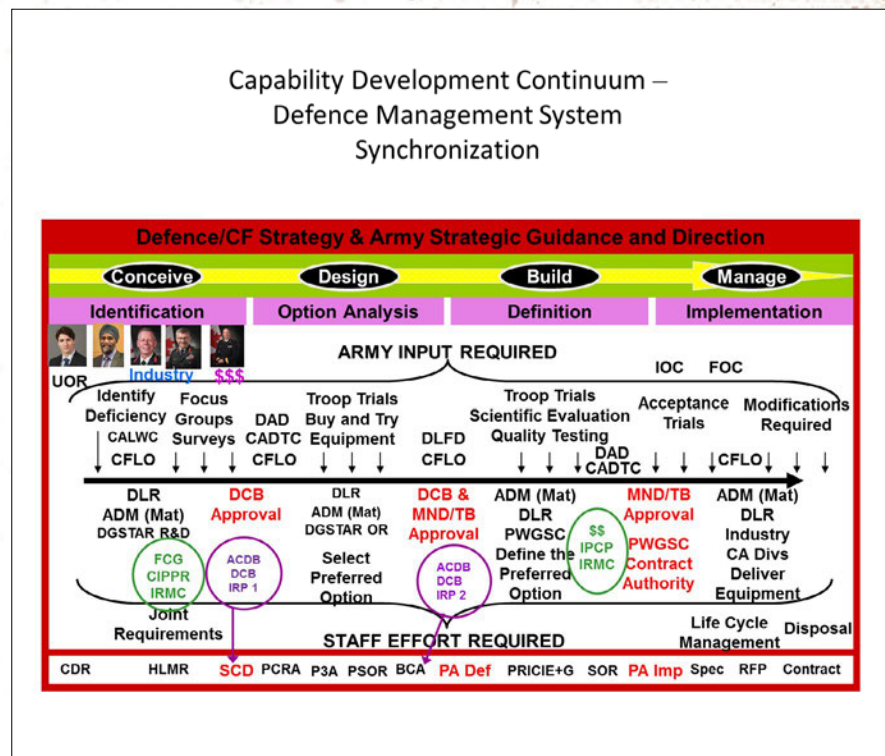 Capability Development Continuum –
Defence Management System
Synchronization
Defence/CF Strategy & Army Strategic Guidance and Direction
Conceive Design Build Manage
Identification Option Analysis Definition Implementation
ARMY INPUT REQUIRED
UOR
Industry
$$$
IOC FOC
Identify
Deficiency
CALWC
CFLO
Focus
Groups
Surveys
DAD
CADTC
CFLO
Troop Trials
Buy and Try
Equipment
DLFD
CFLO
Troop Trials
Scientific Evaluation
Quality Testing
DAD
CADTC
Acceptance
Trials
CFLO
Modifications
Required
DLR
ADM (Mat)
DGSTAR R&D
FCG
CIPPR
IRMC
Joint
Requirements
DCB
Approval
ACDB
DCB
IRP 1
DLR
ADM (Mat)
DGSTAR OR
Select
Preferred
Option
DCB &
MND/TB
Approval
ACDB
DCB
IRP 2
ADM (Mat)
DLR
PWGSC
Define the
Preferred
Option
$$
IPCP
IRMC
MND/TB
Approval
PWGSC
Contract
Authority
ADM (Mat)
DLR
Industry
CA Divs
Deliver
Equipment
STAFF EFFORT REQUIRED
Life Cycle
Management
Disposal
CDR HLMR SCD PCRA P3A PSOR BCA PA Def PRICIE+G SOR PA Imp Spec RFP Contract